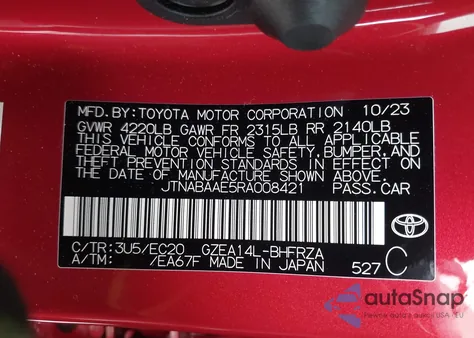 MFD. BY: TOYOTA MOTOR CORPORATION 10/23
GVWR 4220LB GAWR FR 2315LB RR 2140LB
THIS VEHICLE CONFORMS TO ALL APPLICABLE
FEDERAL MOTOR VEHICLE SAFETY, BUMPER, AND
THEFT PREVENTION STANDARDS IN EFFECT ON
THE DATE OF MANUFACTURE SHOWN ABOVE.
JTNABAAE5RA008421 PASS. CAR
C/TR: 3U5/EC20 GZEA14L-BHFRZA
A/TM: /EA67F MADE IN JAPAN 527 C
autoSnap